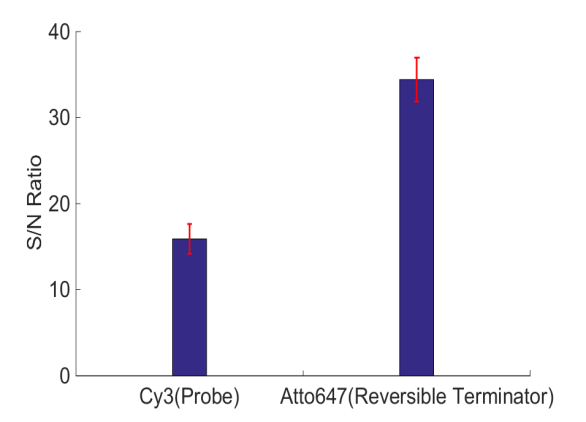 40
30
20
10
0
S/N Ratio
Cy3(Probe)
Atto647(Reversible Terminator)